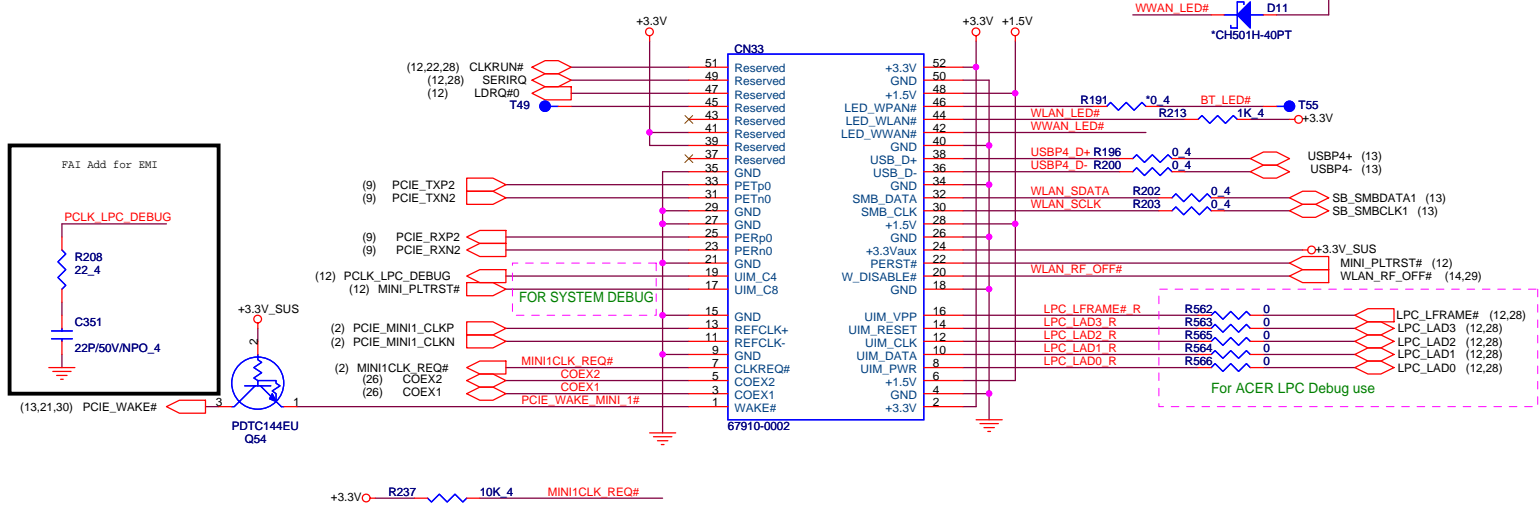 WWAN_LED# D11
*CH501H-40PT
+3.3V
+3.3V +1.5V
CN33
(12,22,28) CLKRUN# 51 Reserved
(12,28) SERIRQ 49 Reserved
(12) LDRQ#0 47 Reserved
T49 45 Reserved
43 Reserved
41 Reserved
39 Reserved
37 Reserved
35 GND
(9) PCIE_TXP2 33 PETp0
(9) PCIE_TXN2 31 PETn0
29 GND
27 GND
(9) PCIE_RXP2 25 PERp0
(9) PCIE_RXN2 23 PERn0
21 GND
(12) PCLK_LPC_DEBUG 19 UIM_C4
(12) MINI_PLTRST# 17 UIM_C8
FOR SYSTEM DEBUG
15 GND
(2) PCIE_MINI1_CLKP 13 REFCLK+
(2) PCIE_MINI1_CLKN 11 REFCLK-
9 GND
(2) MINI1CLK_REQ# MINI1CLK_REQ# 7 CLKREQ#
(26) COEX2 COEX2 5 COEX2
(26) COEX1 COEX1 3 COEX1
PCIE_WAKE_MINI_1# 1 WAKE#
67910-0002
+3.3V 52
GND 50
+1.5V 48
LED_WPAN# 46 R191 *0_4 BT_LED# T55
LED_WLAN# 44 WLAN_LED# R213 1K_4 +3.3V
LED_WWAN# 42 WWAN_LED#
GND 40
USB_D+ 38 USBP4_D+ R196 0_4 USBP4+ (13)
USB_D- 36 USBP4_D- R200 0_4 USBP4- (13)
GND 34
SMB_DATA 32 WLAN_SDATA R202 0_4 SB_SMBDATA1 (13)
SMB_CLK 30 WLAN_SCLK R203 0_4 SB_SMBCLK1 (13)
+1.5V 28
GND 26
+3.3Vaux 24 +3.3V_SUS
PERST# 22 MINI_PLTRST# (12)
W_DISABLE# 20 WLAN_RF_OFF# WLAN_RF_OFF# (14,29)
GND 18
UIM_VPP 16 LPC_LFRAME#_R R562 0 LPC_LFRAME# (12,28)
UIM_RESET 14 LPC_LAD3_R R563 0 LPC_LAD3 (12,28)
UIM_CLK 12 LPC_LAD2_R R565 0 LPC_LAD2 (12,28)
UIM_DATA 10 LPC_LAD1_R R564 0 LPC_LAD1 (12,28)
UIM_PWR 8 LPC_LAD0_R R566 0 LPC_LAD0 (12,28)
+1.5V 6
GND 4
+3.3V 2
For ACER LPC Debug use
FAI Add for EMI
PCLK_LPC_DEBUG
R208
22_4
C351
22P/50V/NPO_4
+3.3V_SUS
2
(13,21,30) PCIE_WAKE# 3 1
PDTC144EU
Q54
+3.3V R237 10K_4 MINI1CLK_REQ#